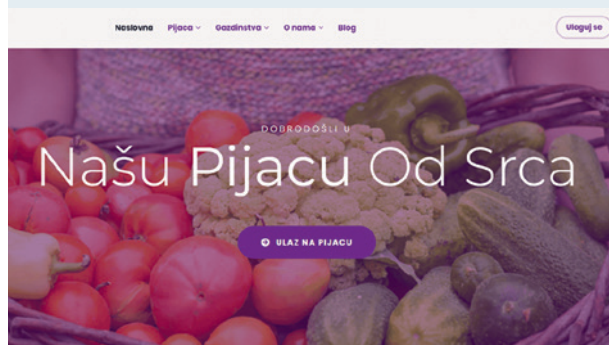 Naslovna Pijaca Gazdinstva O nama Blog Uloguj se
DOBRODOŠLI U
Našu Pijacu Od Srca
ULAZ NA PIJACU